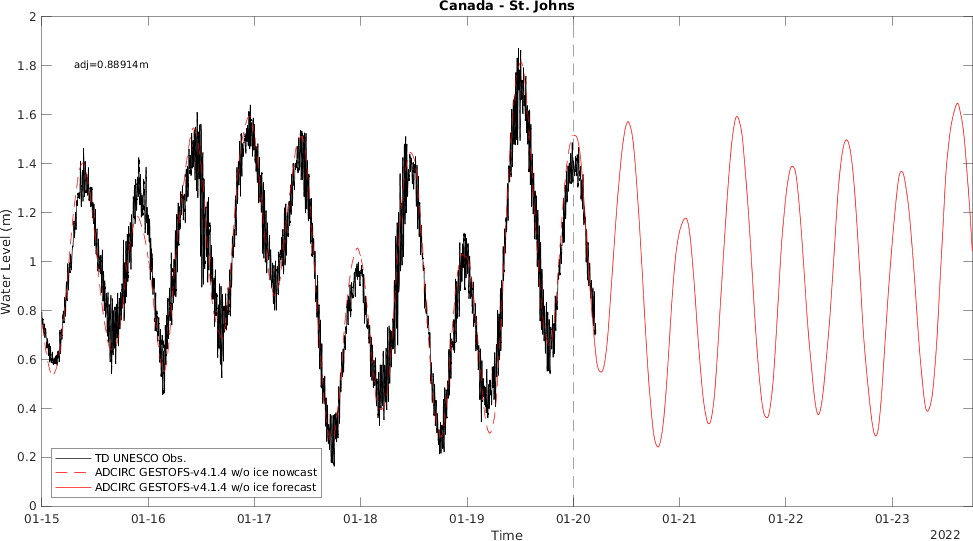 Canada - St. Johns
adj=0.88914m
Water Level (m)
2
1.8
1.6
1.4
1.2
1
0.8
0.6
0.4
0.2
0
TD UNESCO Obs.
ADCIRC GESTOFS-v4.1.4 w/o ice nowcast
ADCIRC GESTOFS-v4.1.4 w/o ice forecast
01-15 01-16 01-17 01-18 01-19 01-20 01-21 01-22 01-23
Time
2022